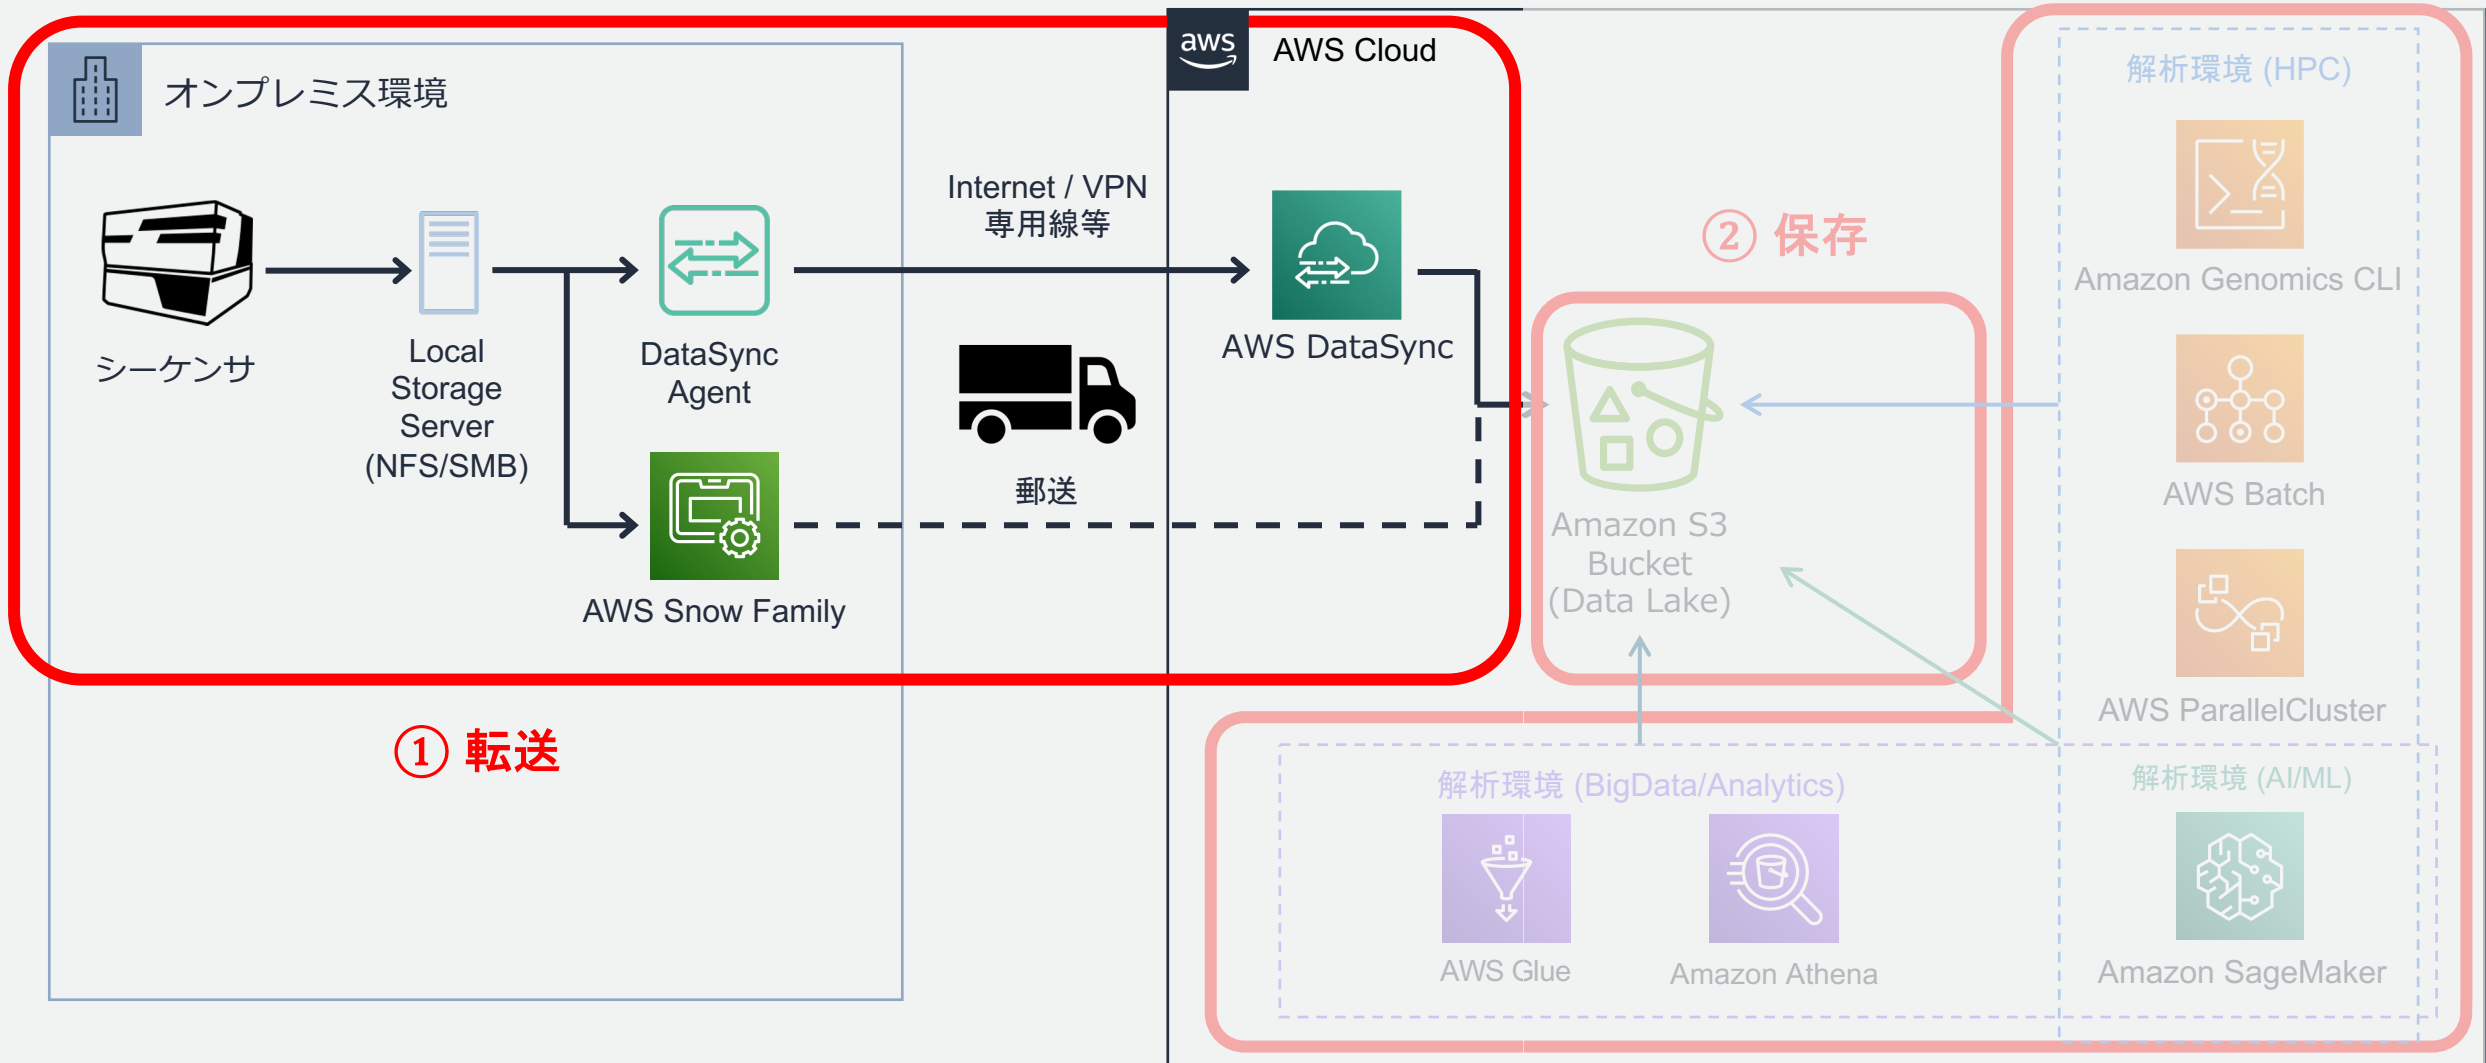 aws
AWS Cloud
オンプレミス環境
シーケンサ
Local
Storage
Server
(NFS/SMB)
DataSync
Agent
AWS Snow Family
Internet / VPN
専用線等
郵送
AWS DataSync
① 転送
② 保存
Amazon S3
Bucket
(Data Lake)
解析環境 (HPC)
Amazon Genomics CLI
AWS Batch
AWS ParallelCluster
解析環境 (BigData/Analytics)
AWS Glue
Amazon Athena
解析環境 (AI/ML)
Amazon SageMaker